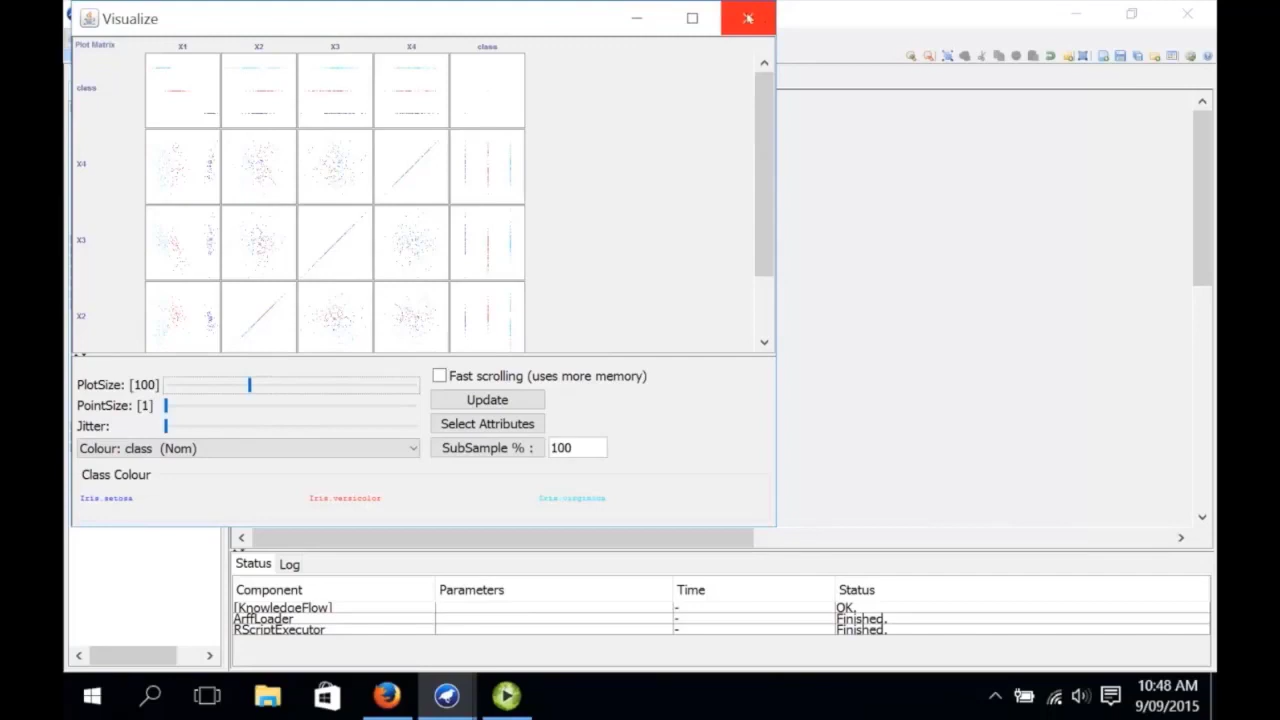 Visualize
Plot Matrix X1 X2 X3 X4 class
class
X4
X3
X2
PlotSize: [100]
PointSize: [1]
Jitter:
Colour: class (Nom)
Fast scrolling (uses more memory)
Update
Select Attributes
SubSample % : 100
Class Colour
Iris.setosa Iris.versicolor Iris.virginica
Status Log
Component Parameters Time Status
[KnowledgeFlow] - OK.
ArffLoader - Finished.
RScriptExecutor - Finished.
10:48 AM
9/09/2015